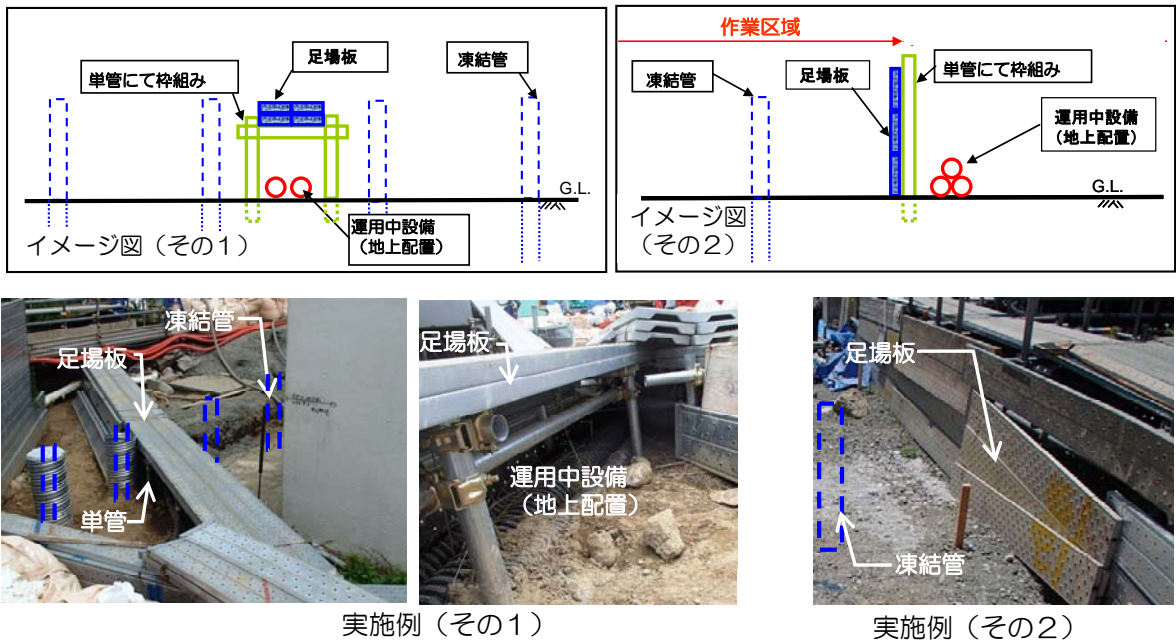 足場板
凍結管
単管にて枠組み
G.L.
運用中設備
（地上配置）
イメージ図（その１）
作業区域
凍結管
足場板
単管にて枠組み
運用中設備
（地上配置）
G.L.
イメージ図
（その２）
凍結管
足場板
単管
足場板
運用中設備
（地上配置）
足場板
凍結管
実施例（その１）
実施例（その２）